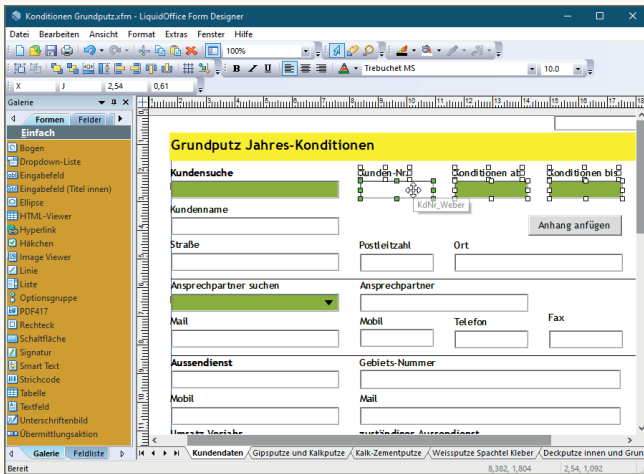 Konditionen Grundputz.xfm - LiquidOffice Form Designer
Datei Bearbeiten Ansicht Format Extras Fenster Hilfe
100%
B Z U Trebuchet MS 10.0
X J 2,54 0,61
Galerie
Formen Felder
Einfach
Bogen
Dropdown-Liste
Eingabefeld
Eingabefeld (Titel innen)
Ellipse
HTML-Viewer
Hyperlink
Häkchen
Image Viewer
Linie
Liste
Optionsgruppe
PDF417
Rechteck
Schaltfläche
Signatur
Smart Text
Strichcode
Tabelle
Textfeld
Unterschriftenbild
Übermittlungsaktion
Galerie Feldliste
Grundputz Jahres-Konditionen
Kundensuche Kunden-Nr. Konditionen ab Konditionen bis
KdNr_Weber
Kundenname
Anhang anfügen
Straße Postleitzahl Ort
Ansprechpartner suchen Ansprechpartner
Mail Mobil Telefon Fax
Aussendienst Gebiets-Nummer
Mobil Mail
Umsatz Vorjahr zuständiger Aussendienst
Kundendaten Gipsputze und Kalkputze Kalk-Zementputze Weissputze Spachtel Kleber Deckputze innen und Grun
Bereit 8,382, 1,804 2,54, 1,092